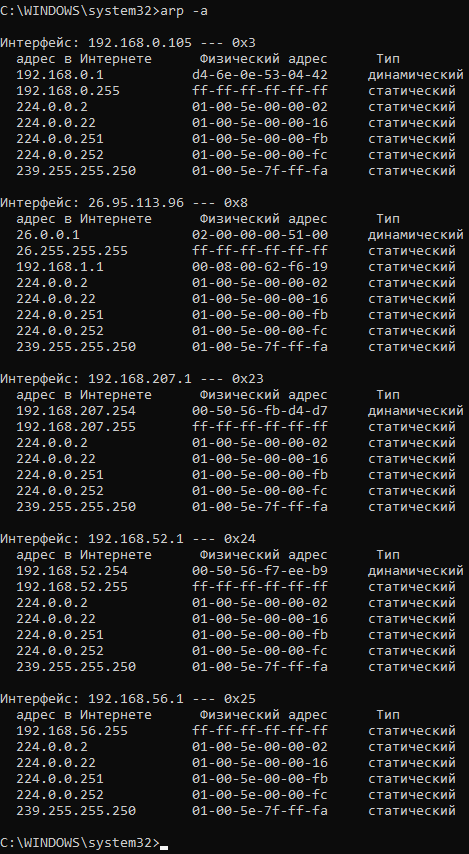 C:\WINDOWS\system32>arp -a
Интерфейс: 192.168.0.105 --- 0x3
адрес в Интернете Физический адрес Тип
192.168.0.1 d4-6e-0e-53-04-42 динамический
192.168.0.255 ff-ff-ff-ff-ff-ff статический
224.0.0.2 01-00-5e-00-00-02 статический
224.0.0.22 01-00-5e-00-00-16 статический
224.0.0.251 01-00-5e-00-00-fb статический
224.0.0.252 01-00-5e-00-00-fc статический
239.255.255.250 01-00-5e-7f-ff-fa статический
Интерфейс: 26.95.113.96 --- 0x8
адрес в Интернете Физический адрес Тип
26.0.0.1 02-00-00-00-51-00 динамический
26.255.255.255 ff-ff-ff-ff-ff-ff статический
192.168.1.1 00-08-00-62-f6-19 статический
224.0.0.2 01-00-5e-00-00-02 статический
224.0.0.22 01-00-5e-00-00-16 статический
224.0.0.251 01-00-5e-00-00-fb статический
224.0.0.252 01-00-5e-00-00-fc статический
239.255.255.250 01-00-5e-7f-ff-fa статический
Интерфейс: 192.168.207.1 --- 0x23
адрес в Интернете Физический адрес Тип
192.168.207.254 00-50-56-fb-d4-d7 динамический
192.168.207.255 ff-ff-ff-ff-ff-ff статический
224.0.0.2 01-00-5e-00-00-02 статический
224.0.0.22 01-00-5e-00-00-16 статический
224.0.0.251 01-00-5e-00-00-fb статический
224.0.0.252 01-00-5e-00-00-fc статический
239.255.255.250 01-00-5e-7f-ff-fa статический
Интерфейс: 192.168.52.1 --- 0x24
адрес в Интернете Физический адрес Тип
192.168.52.254 00-50-56-f7-ee-b9 динамический
192.168.52.255 ff-ff-ff-ff-ff-ff статический
224.0.0.2 01-00-5e-00-00-02 статический
224.0.0.22 01-00-5e-00-00-16 статический
224.0.0.251 01-00-5e-00-00-fb статический
224.0.0.252 01-00-5e-00-00-fc статический
239.255.255.250 01-00-5e-7f-ff-fa статический
Интерфейс: 192.168.56.1 --- 0x25
адрес в Интернете Физический адрес Тип
192.168.56.255 ff-ff-ff-ff-ff-ff статический
224.0.0.2 01-00-5e-00-00-02 статический
224.0.0.22 01-00-5e-00-00-16 статический
224.0.0.251 01-00-5e-00-00-fb статический
224.0.0.252 01-00-5e-00-00-fc статический
239.255.255.250 01-00-5e-7f-ff-fa статический
C:\WINDOWS\system32>